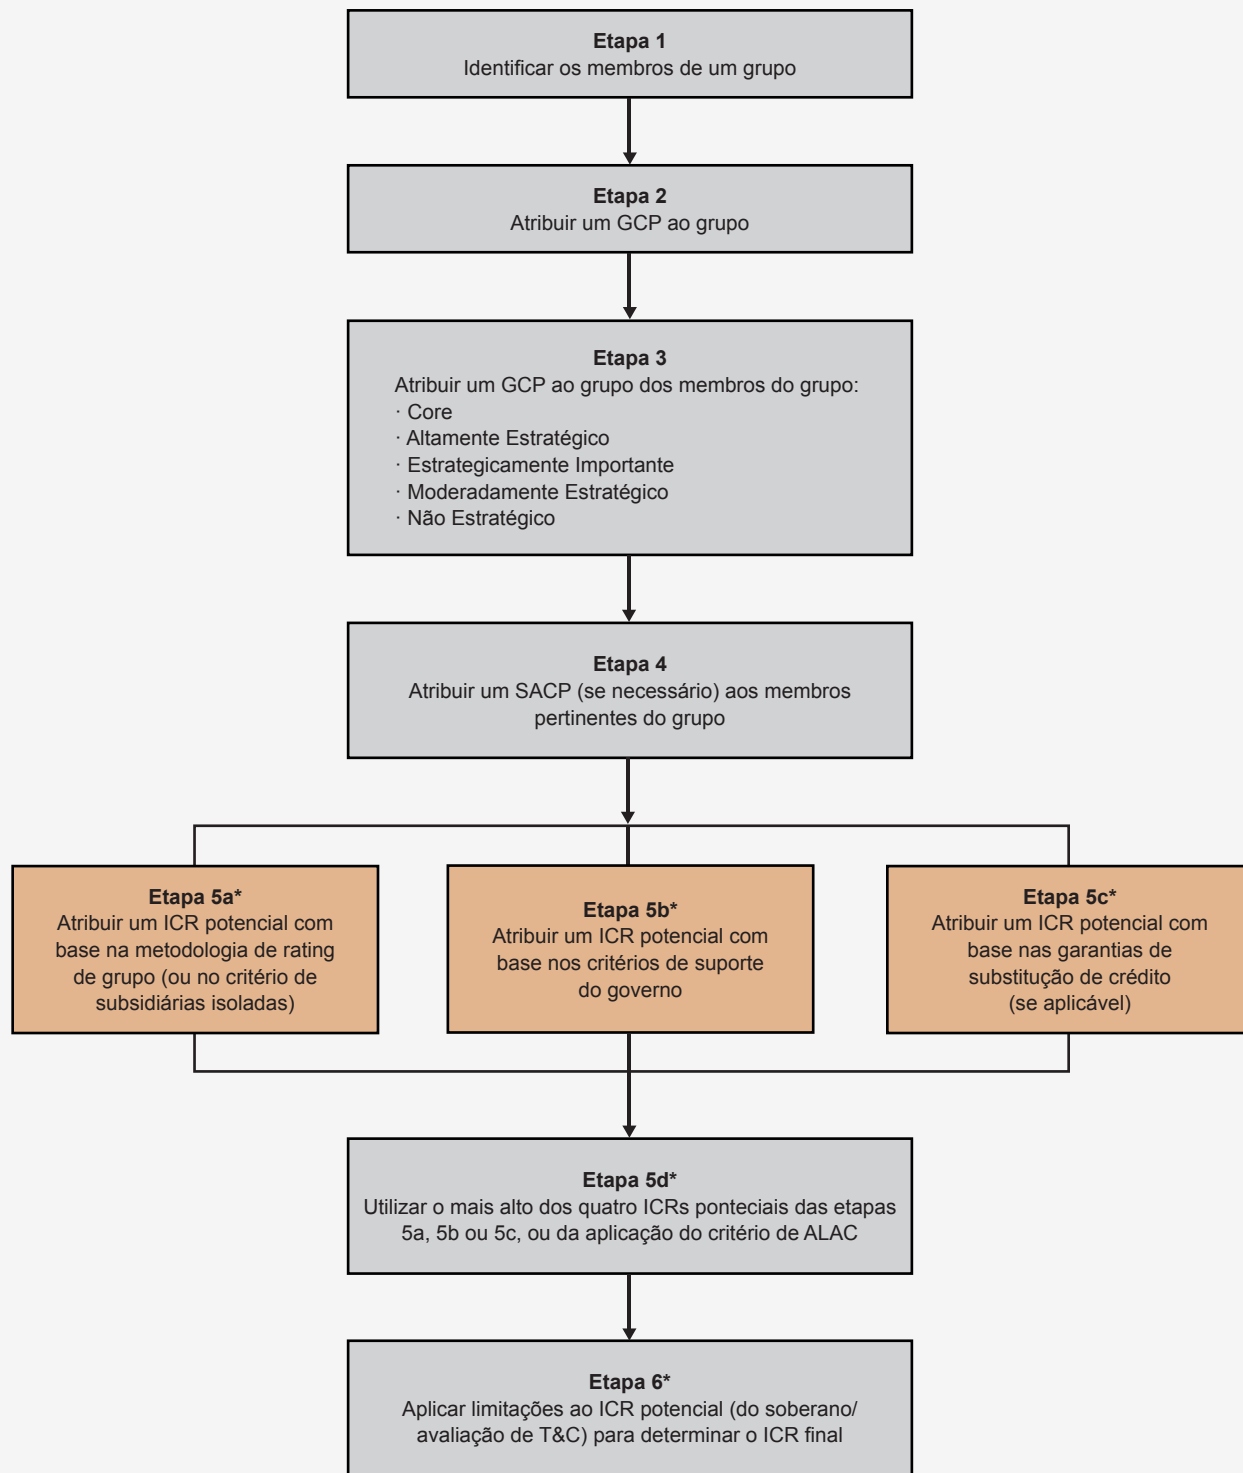 Etapa 1
Identificar os membros de um grupo
Etapa 2
Atribuir um GCP ao grupo
Etapa 3
Atribuir um GCP ao grupo dos membros do grupo:
· Core
· Altamente Estratégico
· Estrategicamente Importante
· Moderadamente Estratégico
· Não Estratégico
Etapa 4
Atribuir um SACP (se necessário) aos membros
pertinentes do grupo
Etapa 5a*
Atribuir um ICR potencial com
base na metodologia de rating
de grupo (ou no critério de
subsidiárias isoladas)
Etapa 5b*
Atribuir um ICR potencial com
base nos critérios de suporte
do governo
Etapa 5c*
Atribuir um ICR potencial com
base nas garantias de
substitução de crédito
(se aplicável)
Etapa 5d*
Utilizar o mais alto dos quatro ICRs ponteciais das etapas
5a, 5b ou 5c, ou da aplicação do critério de ALAC
Etapa 6*
Aplicar limitações ao ICR potencial (do soberano/
avaliação de T&C) para determinar o ICR final